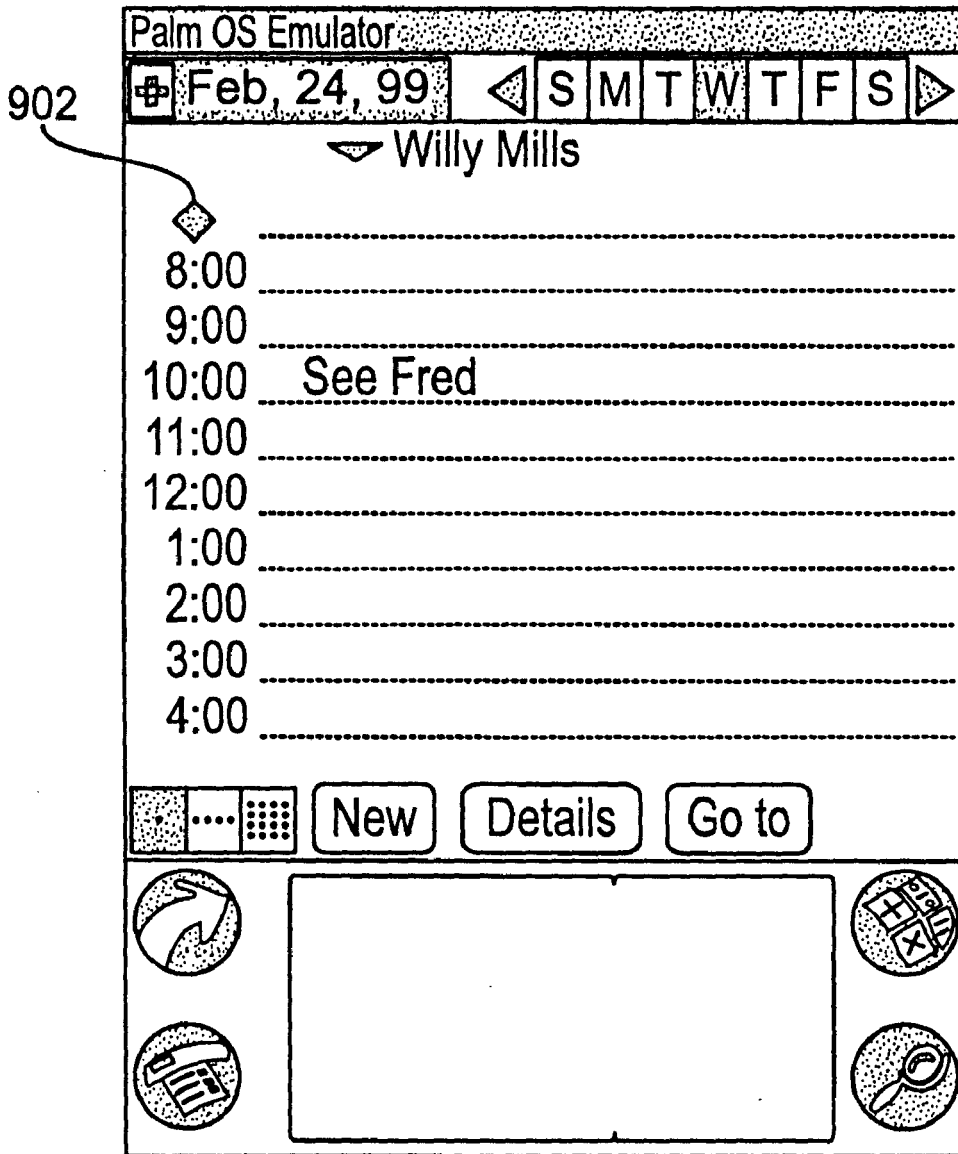 Palm OS Emulator
Feb, 24, 99 S M T W T F S
902
Willy Mills
8:00
9:00
10:00 See Fred
11:00
12:00
1:00
2:00
3:00
4:00
New Details Go to